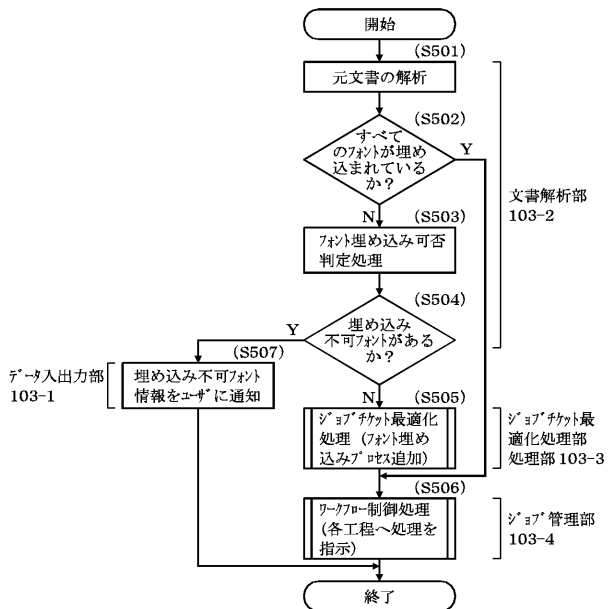 開始
(S501)
元文書の解析
(S502)
すべて
のフォントが埋め
込まれている
か？
Y
N
文書解析部
103-2
(S503)
フォント埋め込み可否
判定処理
(S504)
埋め込み
不可フォントがある
か？
Y
N
(S507)
データ入出力部
103-1
埋め込み不可フォント
情報をユーザに通知
(S505)
ジョブチケット最適化
処理（フォント埋め
込みプロセス追加）
ジョブチケット最
適化処理部
処理部 103-3
(S506)
ワークフロー制御処理
(各工程へ処理を
指示)
ジョブ管理部
103-4
終了